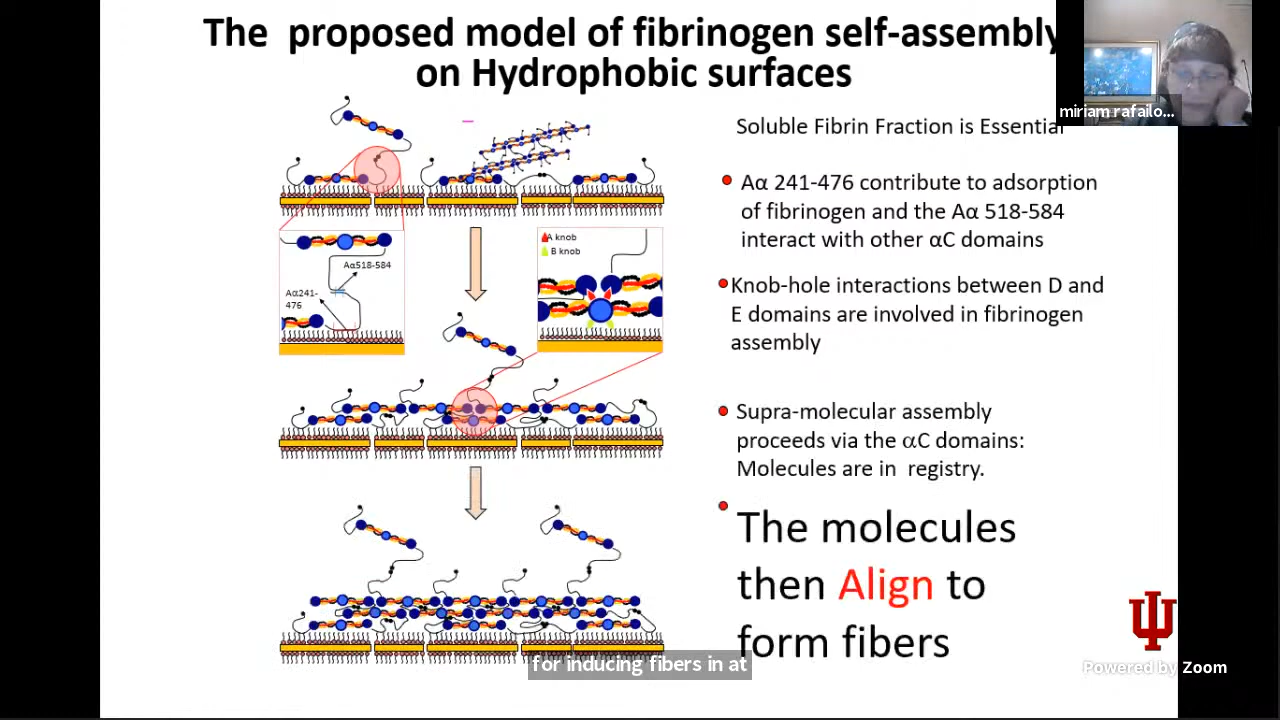 The  proposed model of fibrinogen self-assembly
on Hydrophobic surfaces
miriam rafailo...
Soluble Fibrin Fraction is Essential
Aα 241-476 contribute to adsorption
of fibrinogen and the Aα 518-584
interact with other αC domains
A knob
B knob
Aα518-584
Aα241-
476
Knob-hole interactions between D and
E domains are involved in fibrinogen
assembly
Supra-molecular assembly
proceeds via the αC domains:
Molecules are in  registry.
The molecules
then Align to
form fibers
for inducing fibers in at
Powered by Zoom